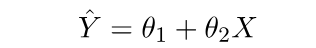 Ŷ = θ₁ + θ₂X